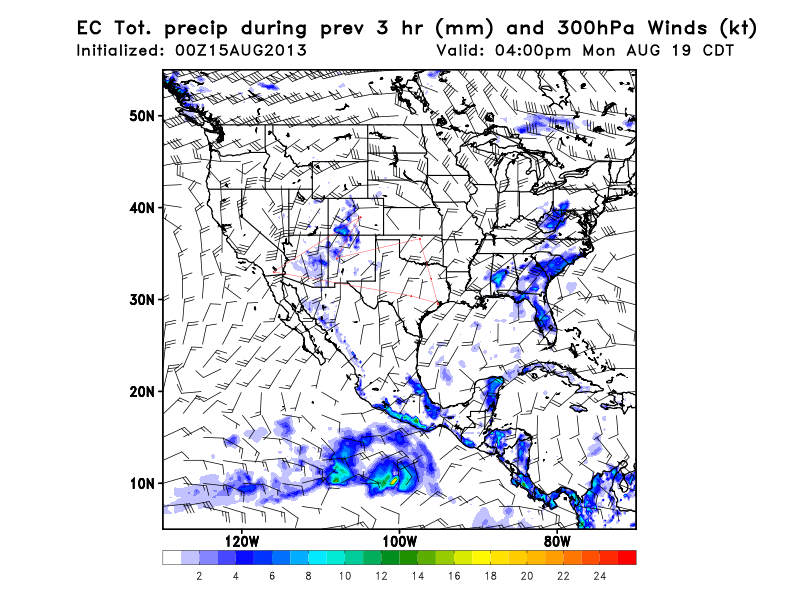 EC Tot. precip during prev 3 hr (mm) and 300hPa Winds (kt)
Initialized: 00Z15AUG2013 Valid: 04:00pm Mon AUG 19 CDT
50N
40N
30N
20N
10N
120W 100W 80W
2 4 6 8 10 12 14 16 18 20 22 24